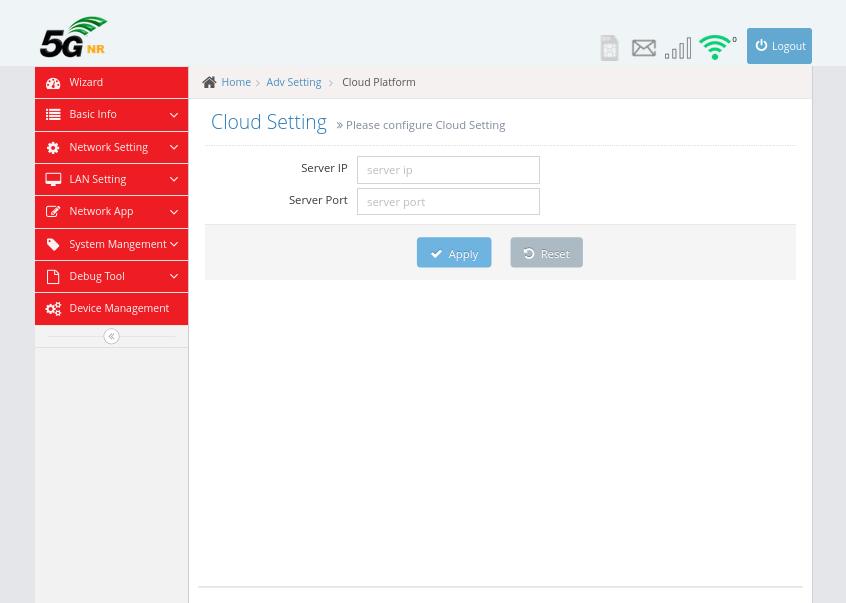 5G NR
0
Logout
Wizard
Basic Info
Network Setting
LAN Setting
Network App
System Mangement
Debug Tool
Device Management
Home > Adv Setting > Cloud Platform
Cloud Setting » Please configure Cloud Setting
Server IP server ip
Server Port server port
Apply Reset